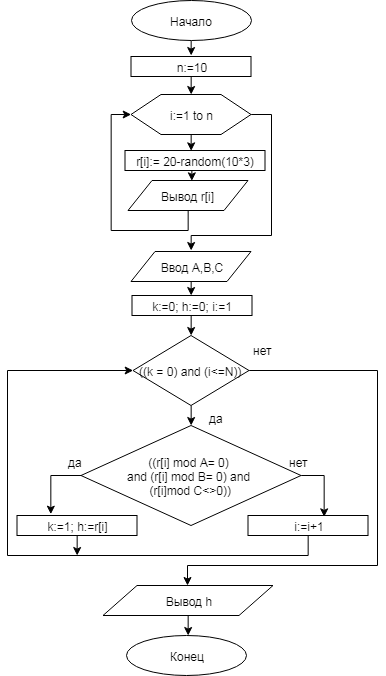 Начало
n:=10
i:=1 to n
r[i]:= 20-random(10*3)
Вывод r[i]
Ввод A,B,C
k:=0; h:=0; i:=1
((k = 0) and (i<=N))
нет
да
((r[i] mod A= 0)
and (r[i] mod B= 0) and
(r[i]mod C<>0))
да
нет
k:=1; h:=r[i]
i:=i+1
Вывод h
Конец